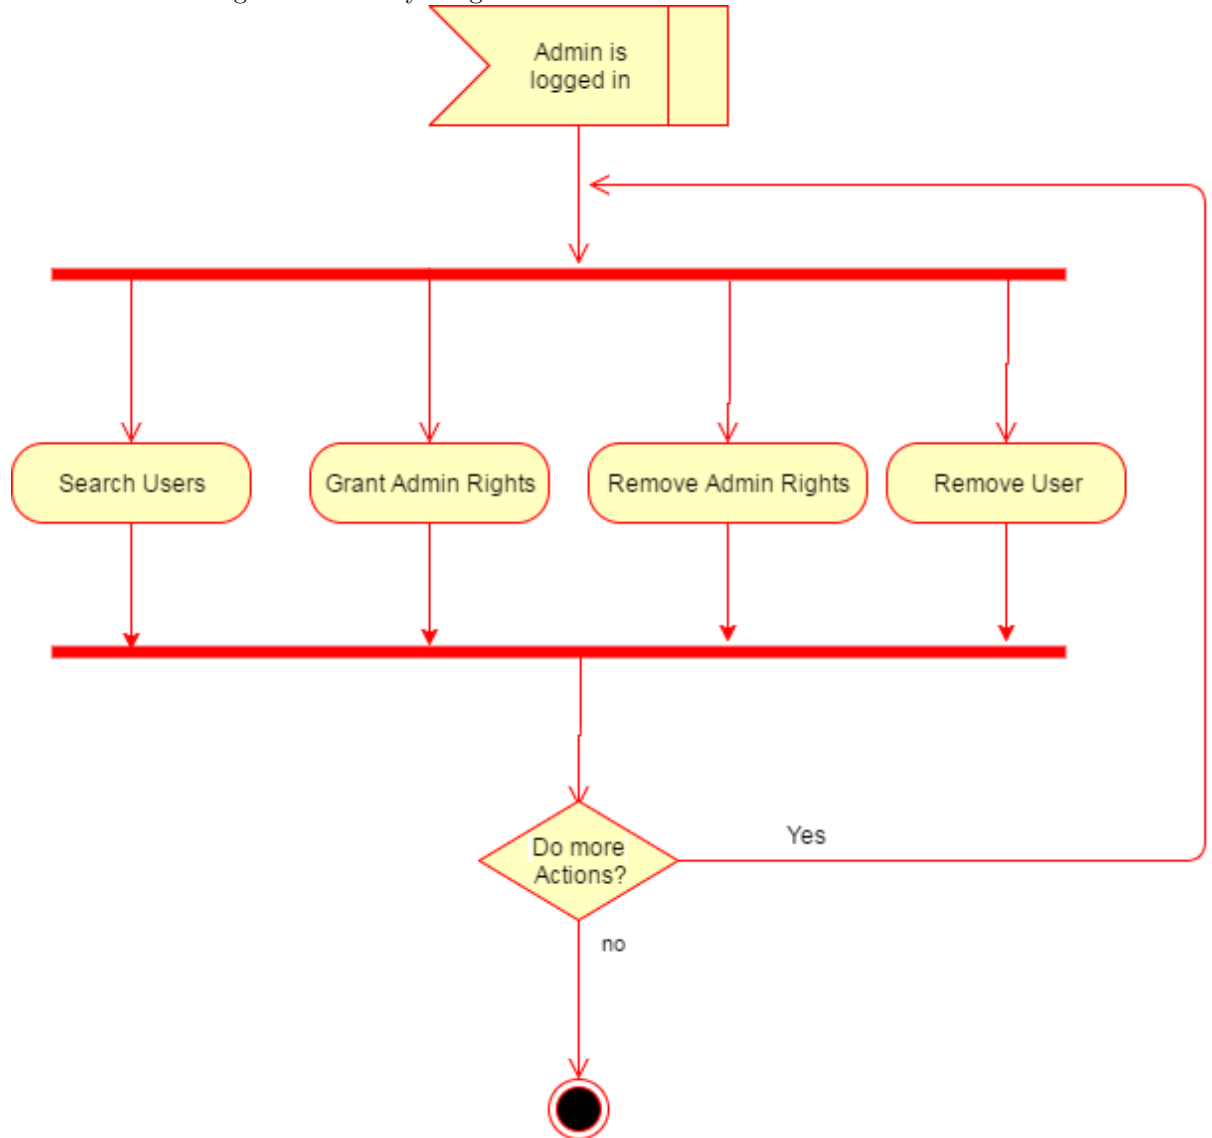 Admin is
logged in
Search Users
Grant Admin Rights
Remove Admin Rights
Remove User
Do more
Actions?
Yes
no